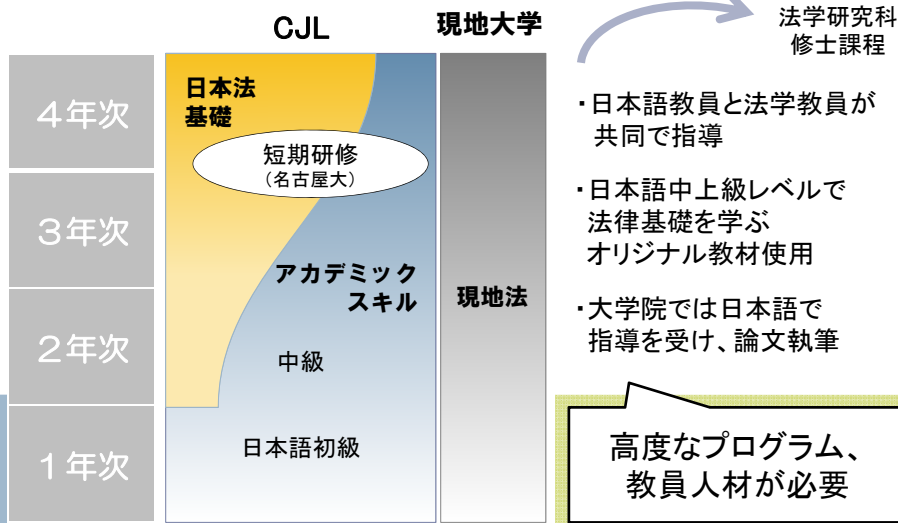 CJL
現地大学
法学研究科
修士課程
4年次
3年次
2年次
1年次
日本法
基礎
短期研修
(名古屋大)
アカデミック
スキル
中級
日本語初級
現地法
・日本語教員と法学教員が
共同で指導
・日本語中上級レベルで
法律基礎を学ぶ
オリジナル教材使用
・大学院では日本語で
指導を受け、論文執筆
高度なプログラム、
教員人材が必要